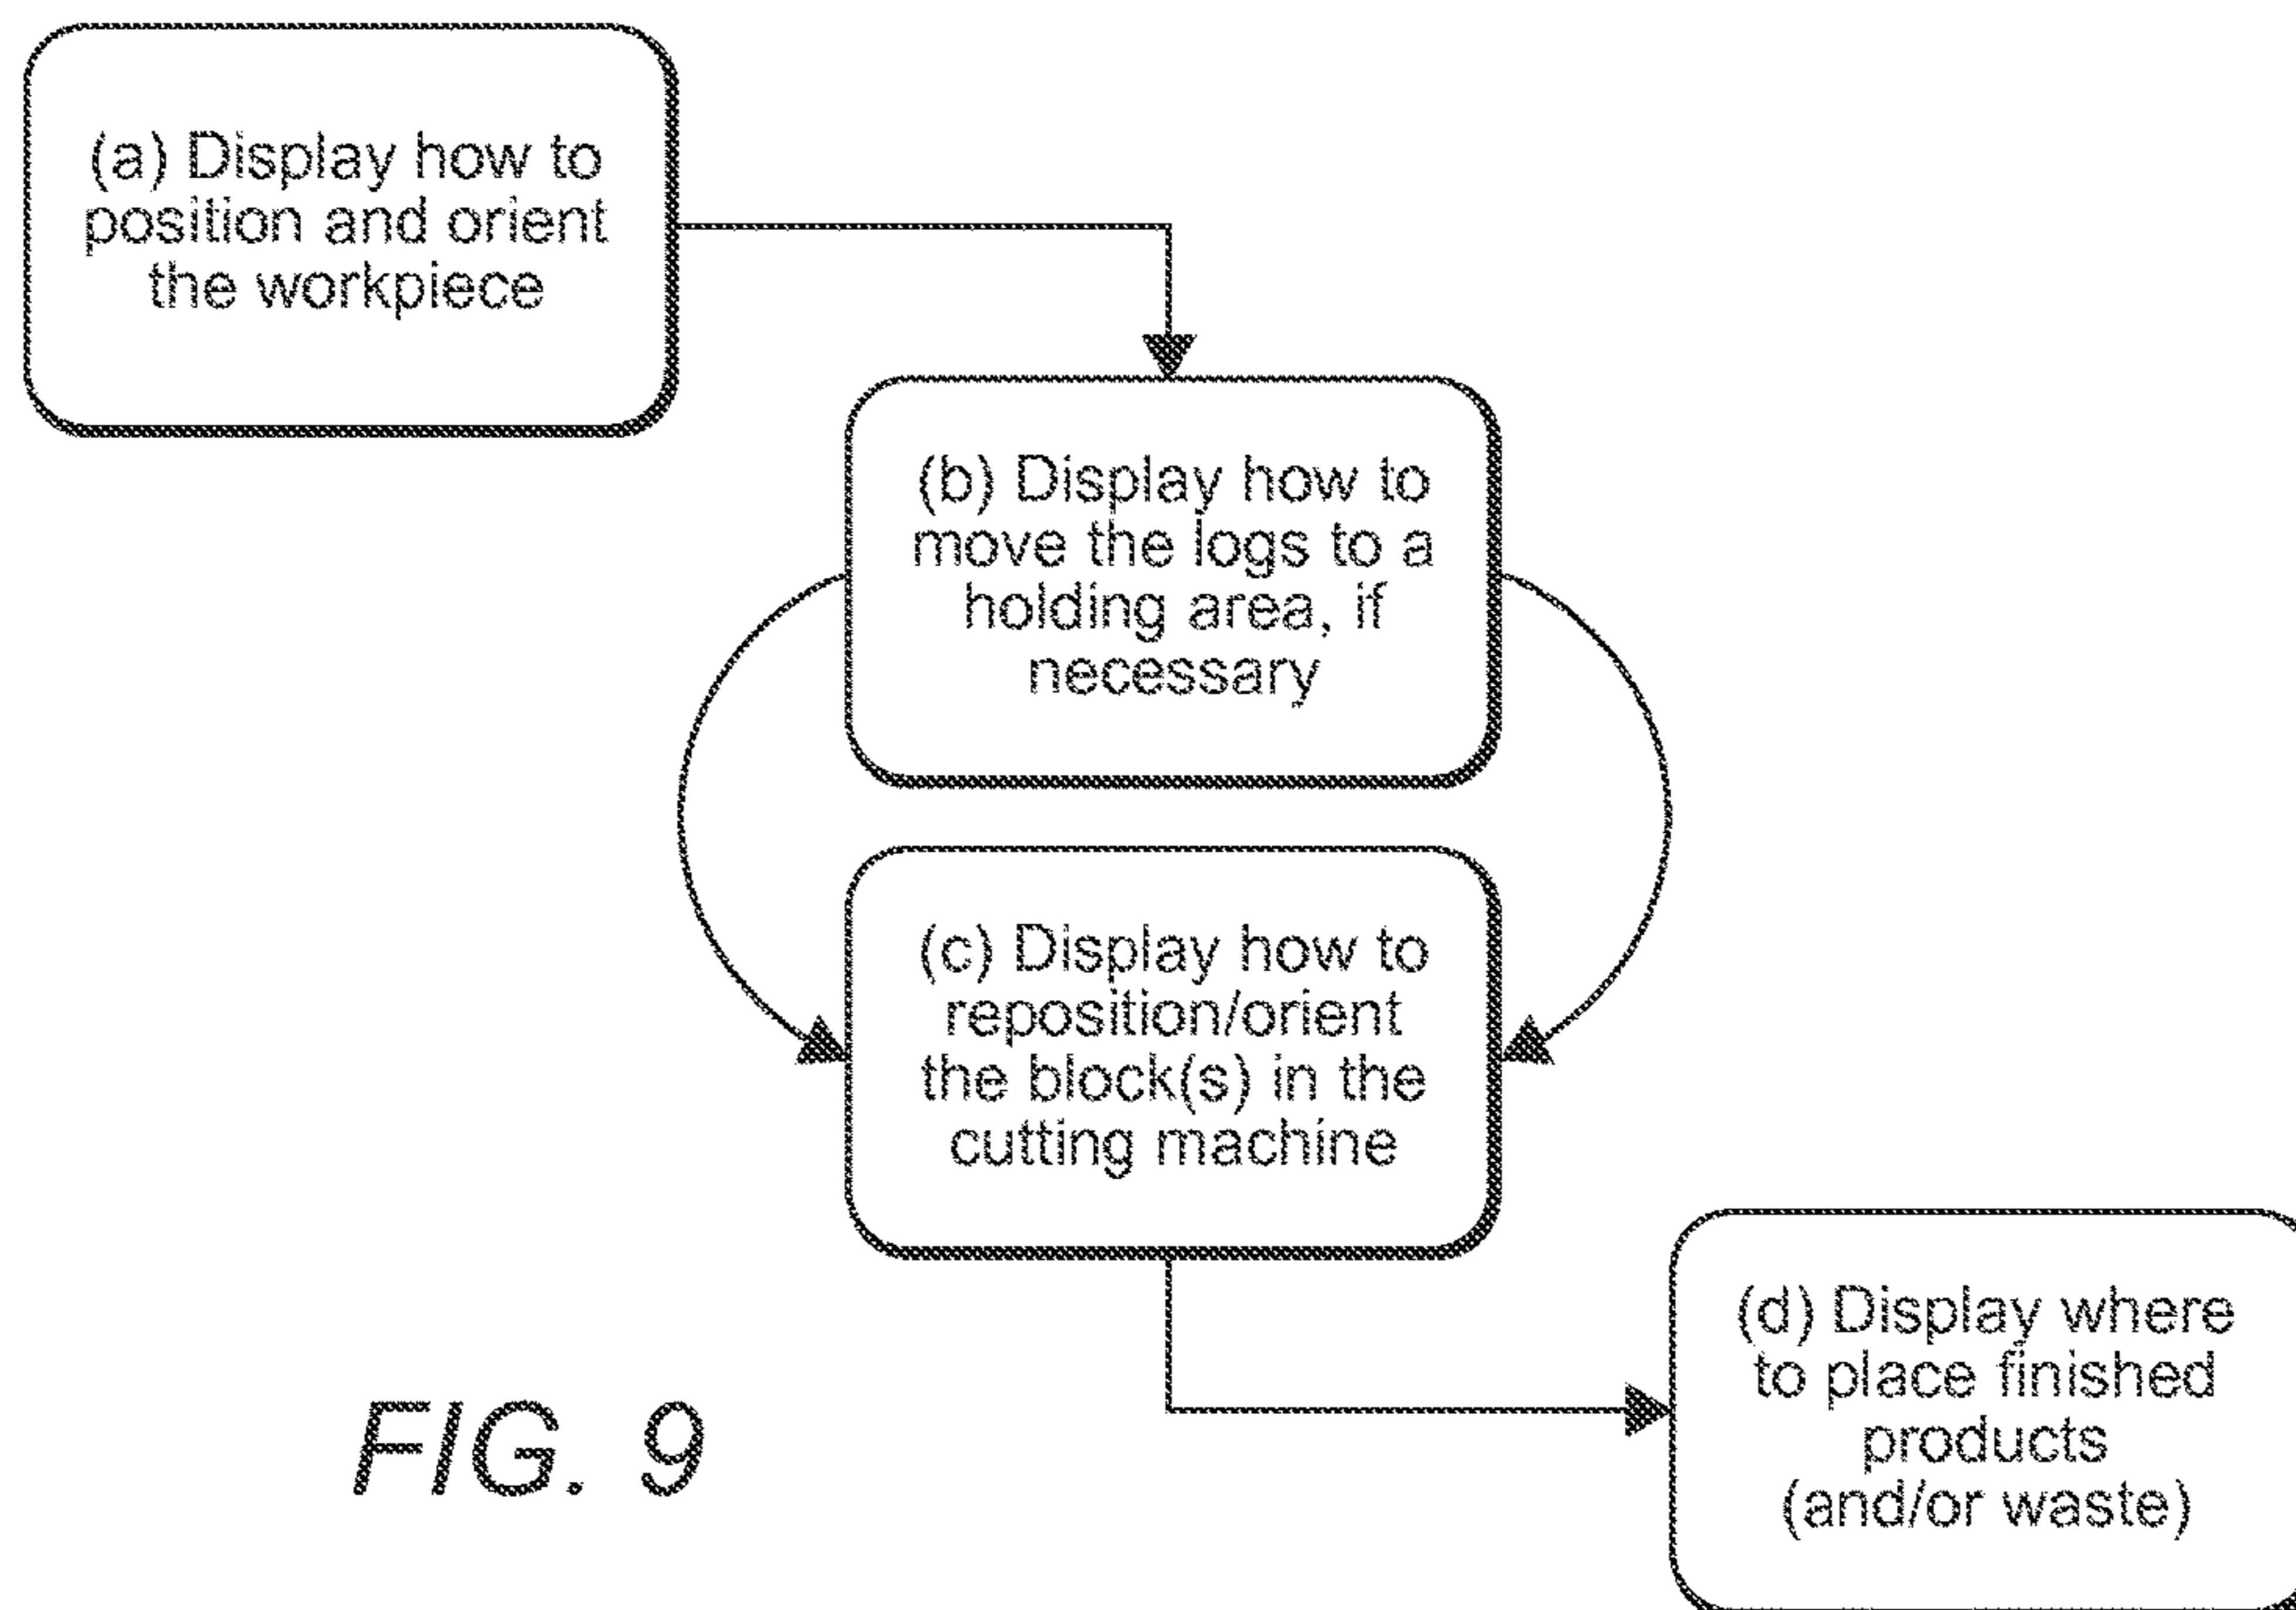 (a) Display how to
position and orient
the workpiece
(b) Display how to
move the logs to a
holding area, if
necessary
(c) Display how to
reposition/orient
the block(s) in the
cutting machine
(d) Display where
to place finished
products
(and/or waste)
FIG. 9